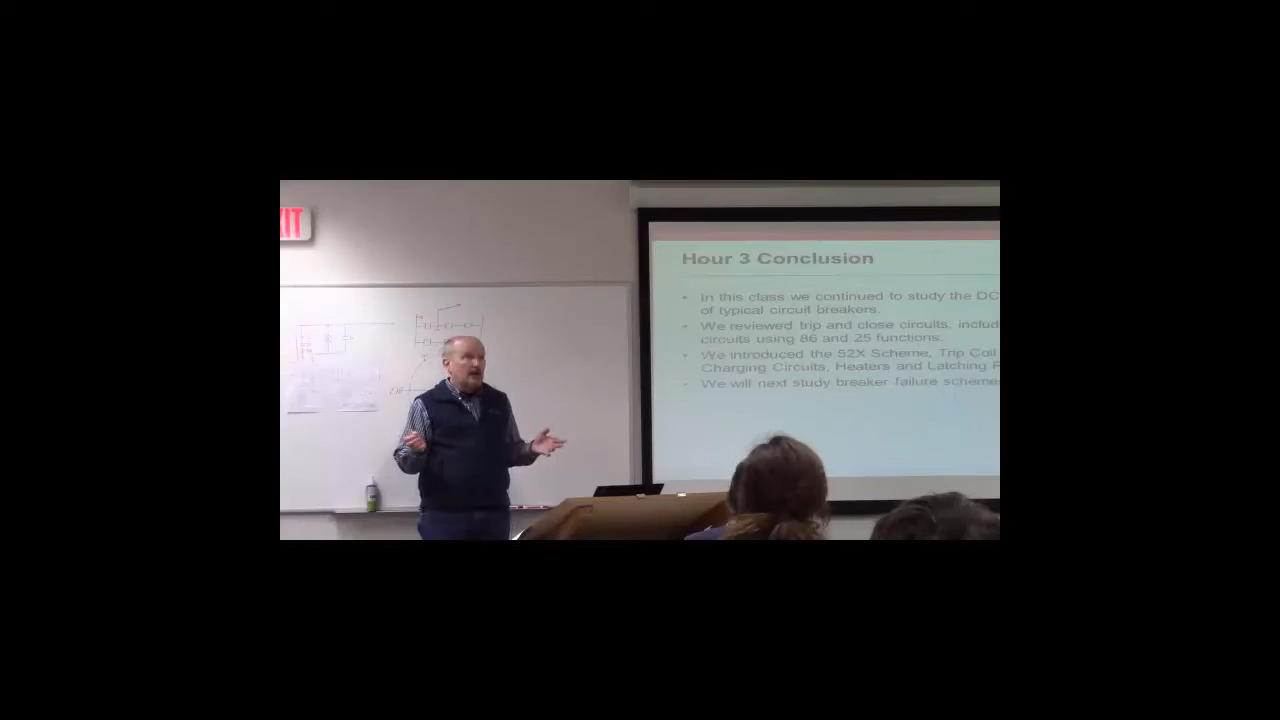 XIT
Hour 3 Conclusion
• In this class we continued to study the DC
of typical circuit breakers.
• We reviewed trip and close circuits, includ
circuits using 86 and 25 functions.
• We introduced the 52X Scheme, Trip Coil
Charging Circuits, Heaters and Latching R
• We will next study breaker failure schemes